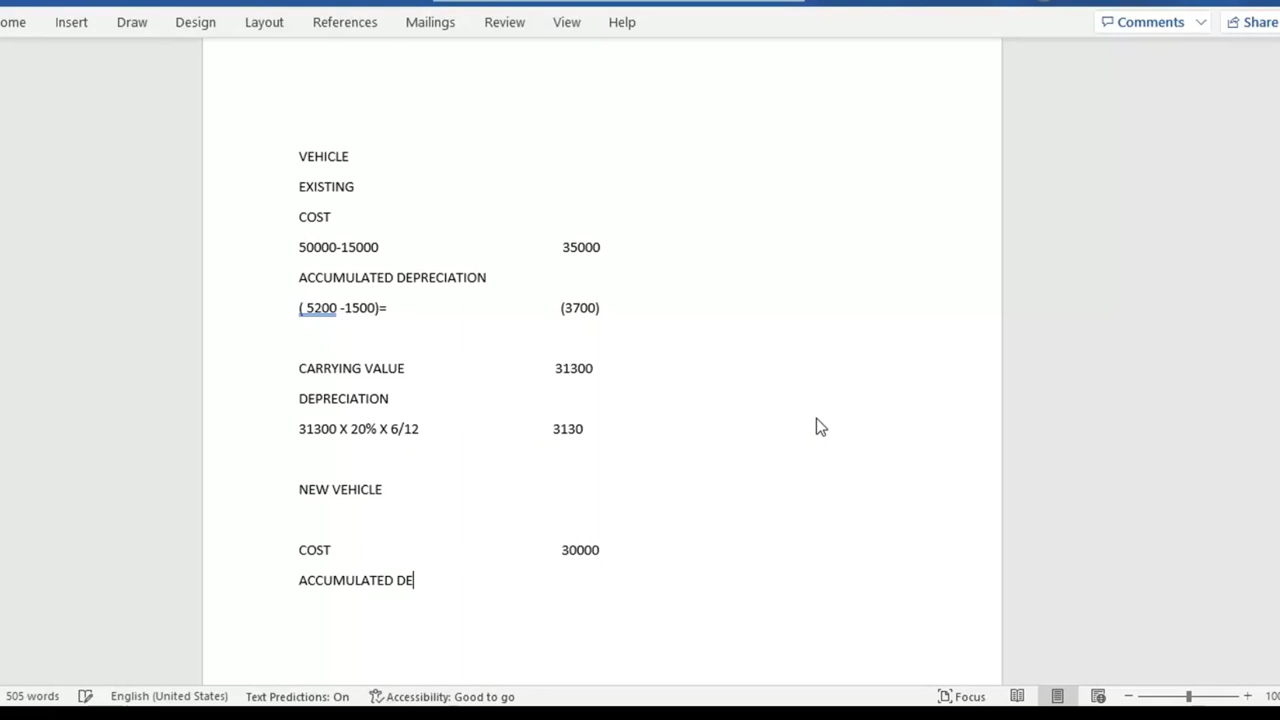 ome Insert Draw Design Layout References Mailings Review View Help Comments Share
VEHICLE
EXISTING
COST
50000-15000 35000
ACCUMULATED DEPRECIATION
( 5200 -1500)= (3700)
CARRYING VALUE 31300
DEPRECIATION
31300 X 20% X 6/12 3130
NEW VEHICLE
COST 30000
ACCUMULATED DE
505 words English (United States) Text Predictions: On Accessibility: Good to go Focus 100